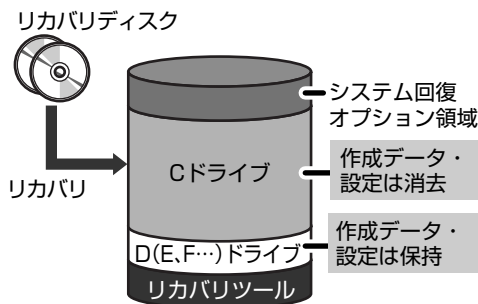 リカバリディスク
システム回復
オプション領域
Cドライブ
作成データ・
設定は消去
リカバリ
D(E、F…)ドライブ
作成データ・
設定は保持
リカバリツール